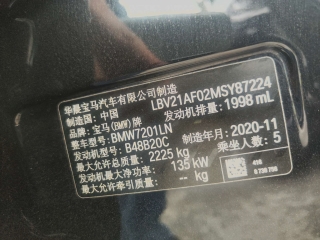 华晨宝马汽车有限公司制造
制造国: 中国 LBV21AF02MSY87224
品牌: 宝马(BMW)牌 发动机排量: 1998 mL
整车型号: BMW7201LN
发动机型号: B48B20C 制造年月: 2020-11
最大允许总质量: 2225 kg 乘坐人数: 5
最大净功率: 135 kW
最大允许牵引质量: - kg